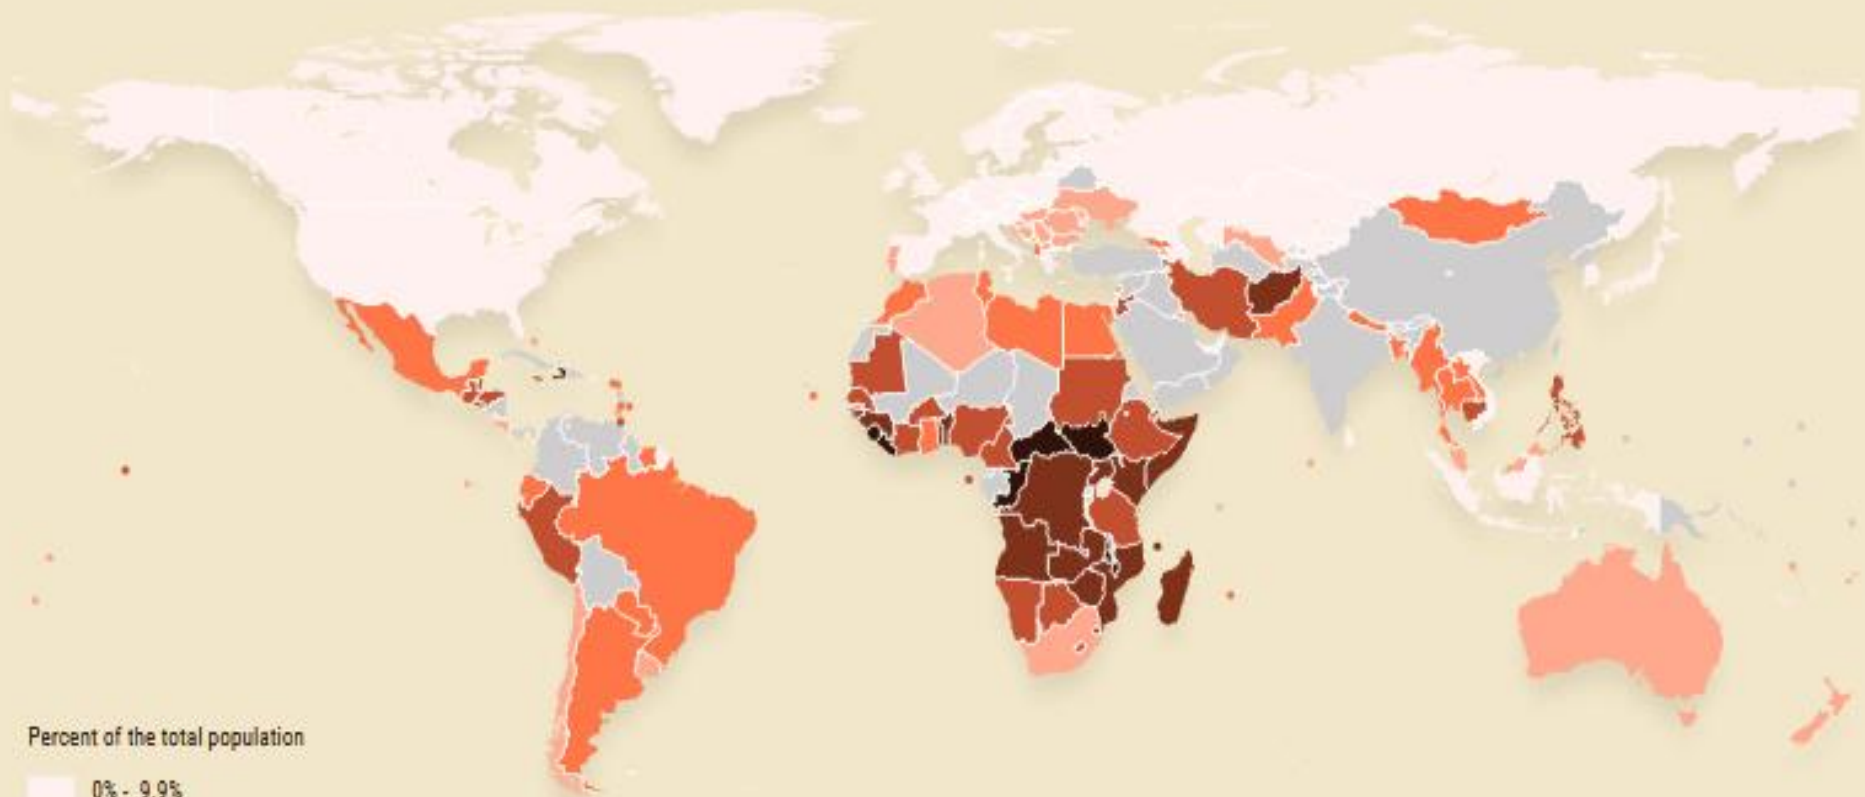 Percent of the total population
0% - 9.9%